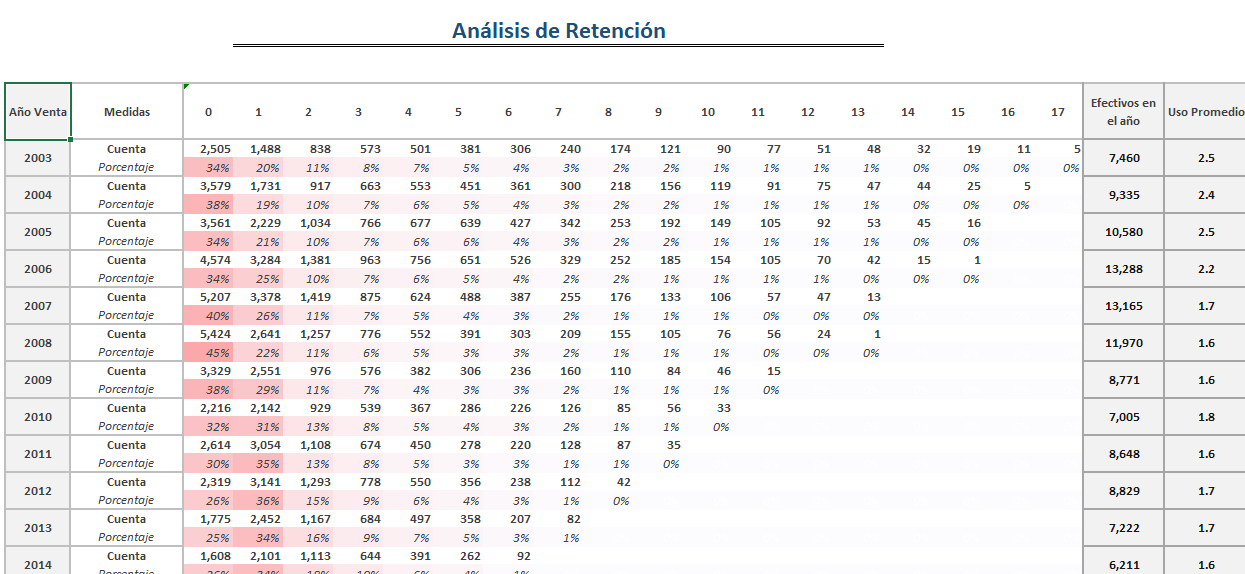 Análisis de Retención
Año Venta Medidas 0 1 2 3 4 5 6 7 8 9 10 11 12 13 14 15 16 17 Efectivos en el año Uso Promedio
2003 Cuenta 2,505 1,488 838 573 501 381 306 240 174 121 90 77 51 48 32 19 11 5 7,460 2.5
Porcentaje 34% 20% 11% 8% 7% 5% 4% 3% 2% 2% 1% 1% 1% 1% 0% 0% 0% 0%
2004 Cuenta 3,579 1,731 917 663 553 451 361 300 218 156 119 91 75 47 44 25 5 9,335 2.4
Porcentaje 38% 19% 10% 7% 6% 5% 4% 3% 2% 2% 1% 1% 1% 1% 0% 0% 0%
2005 Cuenta 3,561 2,229 1,034 766 677 639 427 342 253 192 149 105 92 53 45 16 10,580 2.5
Porcentaje 34% 21% 10% 7% 6% 6% 4% 3% 2% 2% 1% 1% 1% 1% 0% 0%
2006 Cuenta 4,574 3,284 1,381 963 756 651 526 329 252 185 154 105 70 42 15 1 13,288 2.2
Porcentaje 34% 25% 10% 7% 6% 5% 4% 2% 2% 1% 1% 1% 1% 0% 0% 0%
2007 Cuenta 5,207 3,378 1,419 875 624 488 387 255 176 133 106 57 47 13 13,165 1.7
Porcentaje 40% 26% 11% 7% 5% 4% 3% 2% 1% 1% 1% 0% 0% 0%
2008 Cuenta 5,424 2,641 1,257 776 552 391 303 209 155 105 76 56 24 1 11,970 1.6
Porcentaje 45% 22% 11% 6% 5% 3% 3% 2% 1% 1% 1% 0% 0% 0%
2009 Cuenta 3,329 2,551 976 576 382 306 236 160 110 84 46 15 8,771 1.6
Porcentaje 38% 29% 11% 7% 4% 3% 3% 2% 1% 1% 1% 0%
2010 Cuenta 2,216 2,142 929 539 367 286 226 126 85 56 33 7,005 1.8
Porcentaje 32% 31% 13% 8% 5% 4% 3% 2% 1% 1% 0%
2011 Cuenta 2,614 3,054 1,108 674 450 278 220 128 87 35 8,648 1.6
Porcentaje 30% 35% 13% 8% 5% 3% 3% 1% 1% 0%
2012 Cuenta 2,319 3,141 1,293 778 550 356 238 112 42 8,829 1.7
Porcentaje 26% 36% 15% 9% 6% 4% 3% 1% 0%
2013 Cuenta 1,775 2,452 1,167 684 497 358 207 82 7,222 1.7
Porcentaje 25% 34% 16% 9% 7% 5% 3% 1%
2014 Cuenta 1,608 2,101 1,113 644 391 262 92 6,211 1.6
Porcentaje